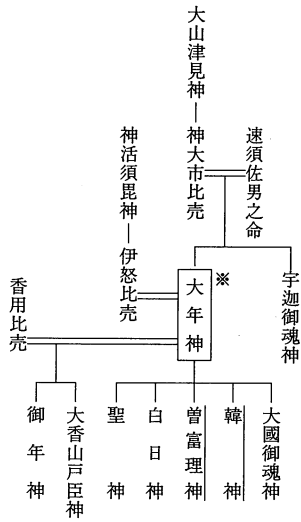 速須佐男之命
大山津見神―神大市比売
宇迦御魂神
※
大年神
神活須毘神―伊怒比売
香用比売
大國御魂神
韓神
曽富理神
白日神
聖神
大香山戸臣神
御年神